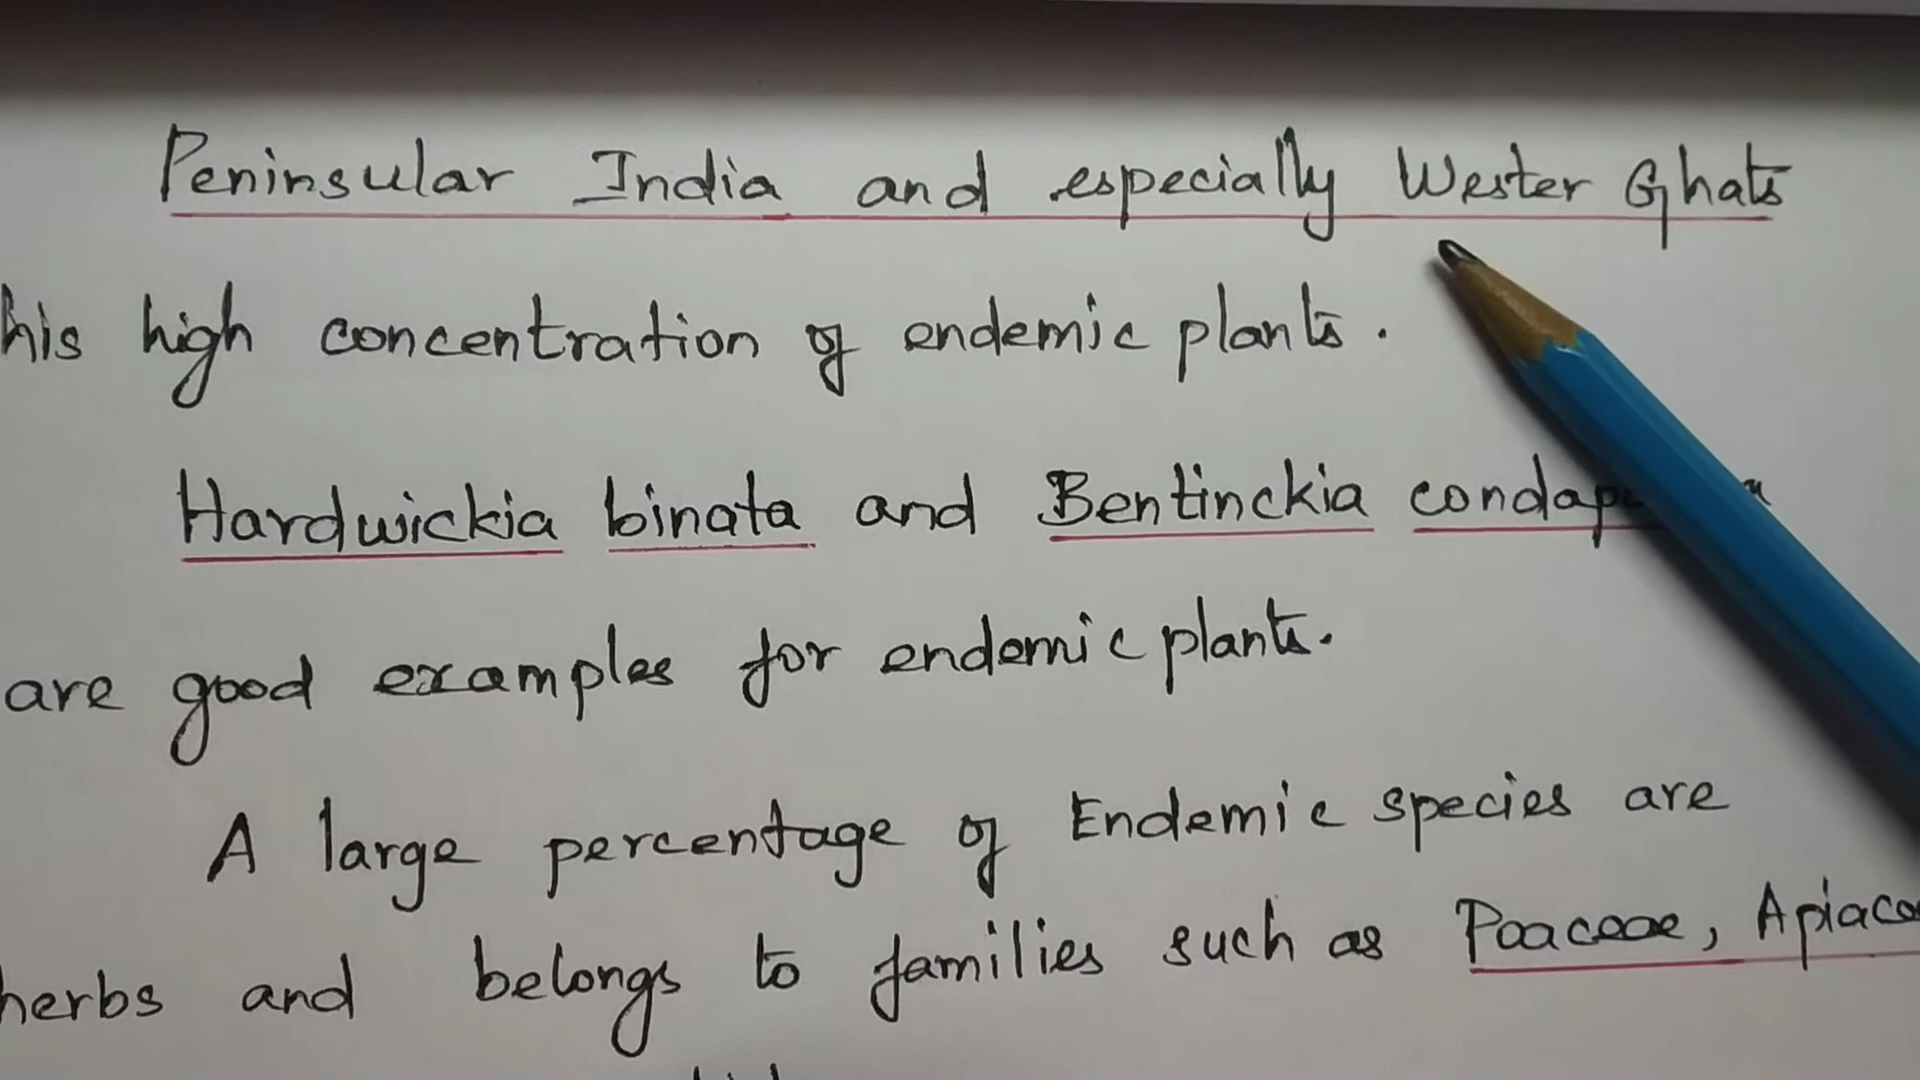 Peninsular India and especially Wester Ghats
his high concentration of endemic plants.
Hardwickia binata and Bentinckia
are good examples for endemic plants.
A large percentage of Endemic species are
herbs and belongs to families such as Poaceae,